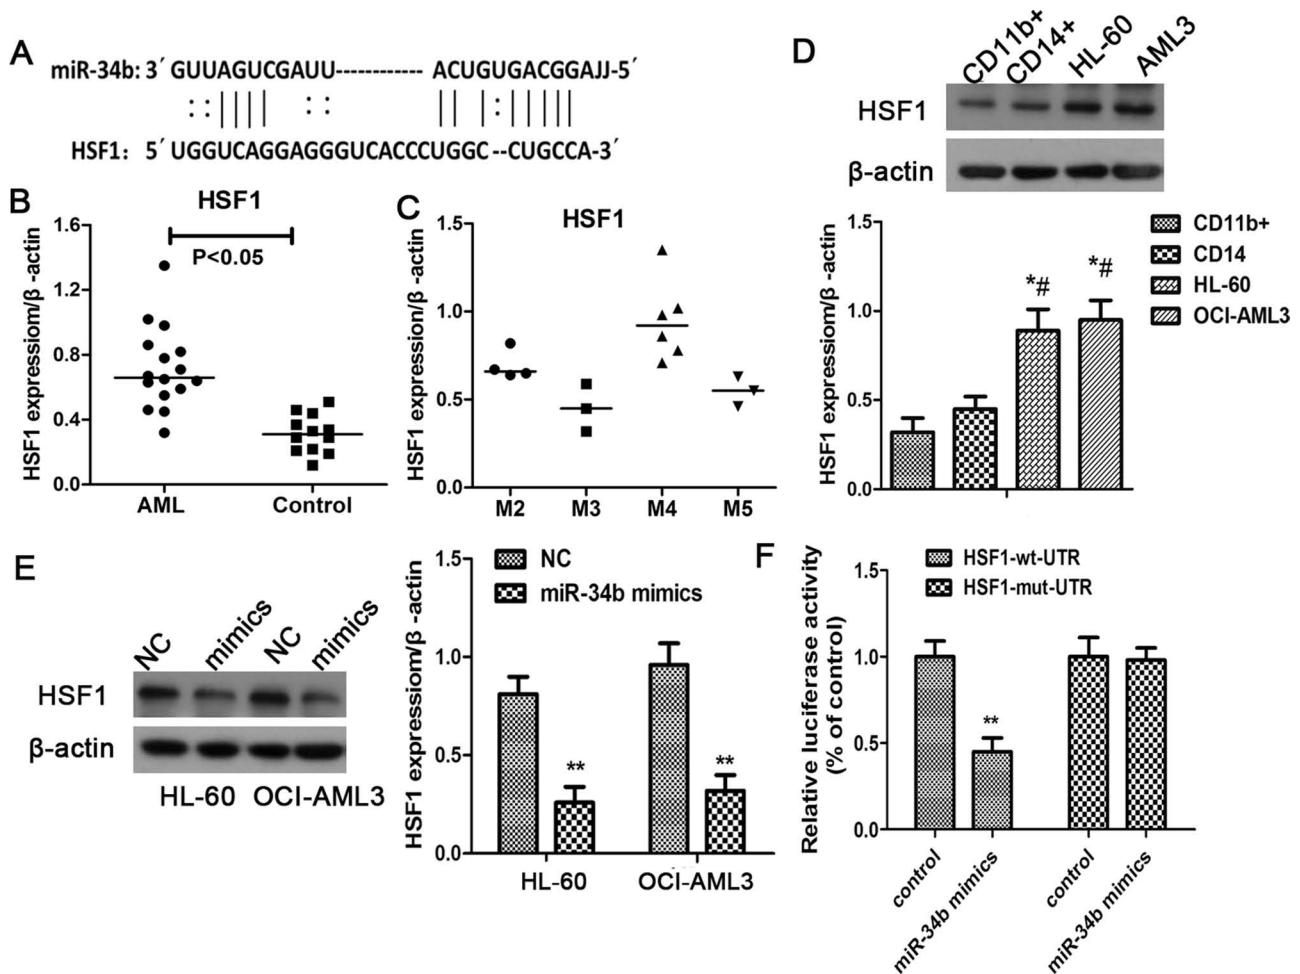 A
miR-34b: 3´ GUUAGUCGAUU------------ ACUGUGACGGAJJ-5´
HSF1: 5´ UGGUCAGGAGGGUCACCCUGGC --CUGCCA-3´
B
HSF1
P<0.05
HSF1 expressiom/β -actin
1.6
1.2
0.8
0.4
0.0
AML Control
C
HSF1
HSF1 expression/β -actin
1.5
1.0
0.5
0.0
M2 M3 M4 M5
D
CD11b+ CD14+ HL-60 AML3
HSF1
β-actin
HSF1 expressiom/β -actin
1.5
1.0
0.5
0.0
*# *#
CD11b+
CD14
HL-60
OCI-AML3
E
NC mimics NC mimics
HSF1
β-actin
HL-60 OCI-AML3
HSF1 expressiom/β -actin
1.5
1.0
0.5
0.0
NC
miR-34b mimics
** **
HL-60 OCI-AML3
F
Relative luciferase activity
(% of control)
1.5
1.0
0.5
0.0
HSF1-wt-UTR
HSF1-mut-UTR
**
control miR-34b mimics control miR-34b mimics